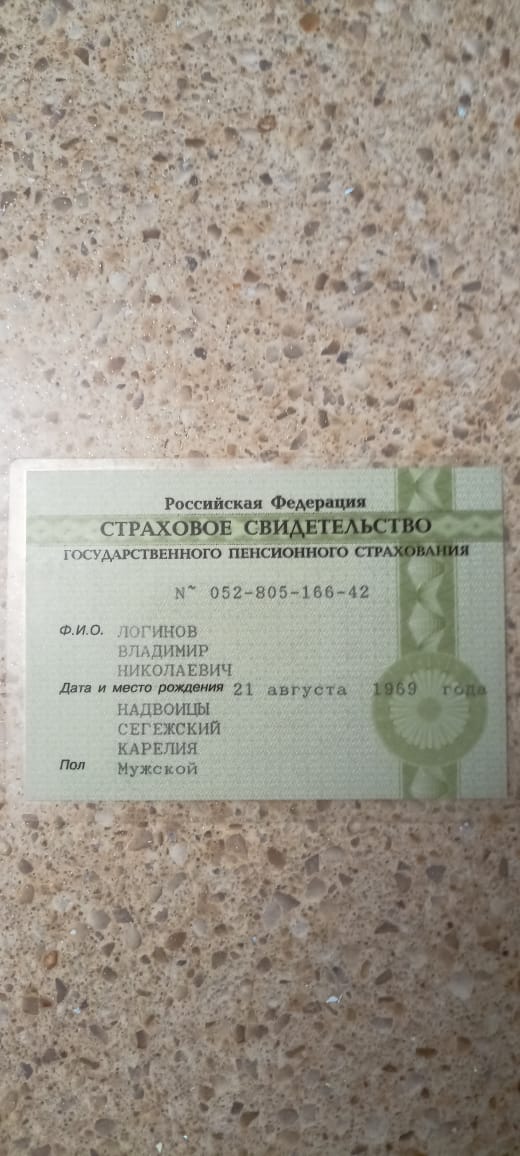 Российская Федерация
СТРАХОВОЕ СВИДЕТЕЛЬСТВО
ГОСУДАРСТВЕННОГО ПЕНСИОННОГО СТРАХОВАНИЯ
N~ 052-805-166-42
Ф.И.О. ЛОГИНОВ
ВЛАДИМИР
НИКОЛАЕВИЧ
Дата и место рождения 21 августа 1969 года
НАДВОИЦЫ
СЕГЕЖСКИЙ
КАРЕЛИЯ
Пол Мужской